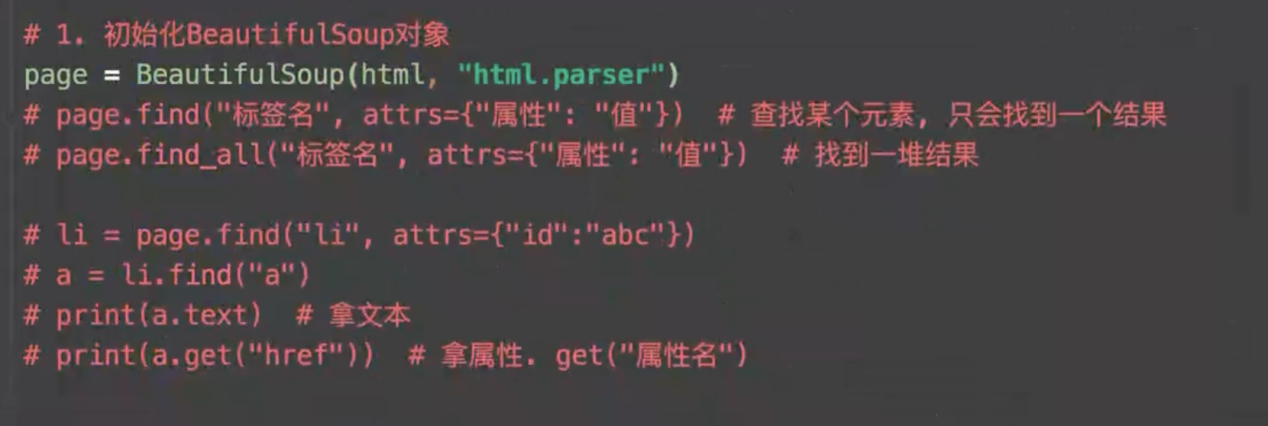 # 1. 初始化BeautifulSoup对象
page = BeautifulSoup(html, "html.parser")
# page.find("标签名", attrs={"属性": "值"})  # 查找某个元素, 只会找到一个结果
# page.find_all("标签名", attrs={"属性": "值"})  # 找到一堆结果
# li = page.find("li", attrs={"id":"abc"})
# a = li.find("a")
# print(a.text)  # 拿文本
# print(a.get("href"))  # 拿属性. get("属性名")